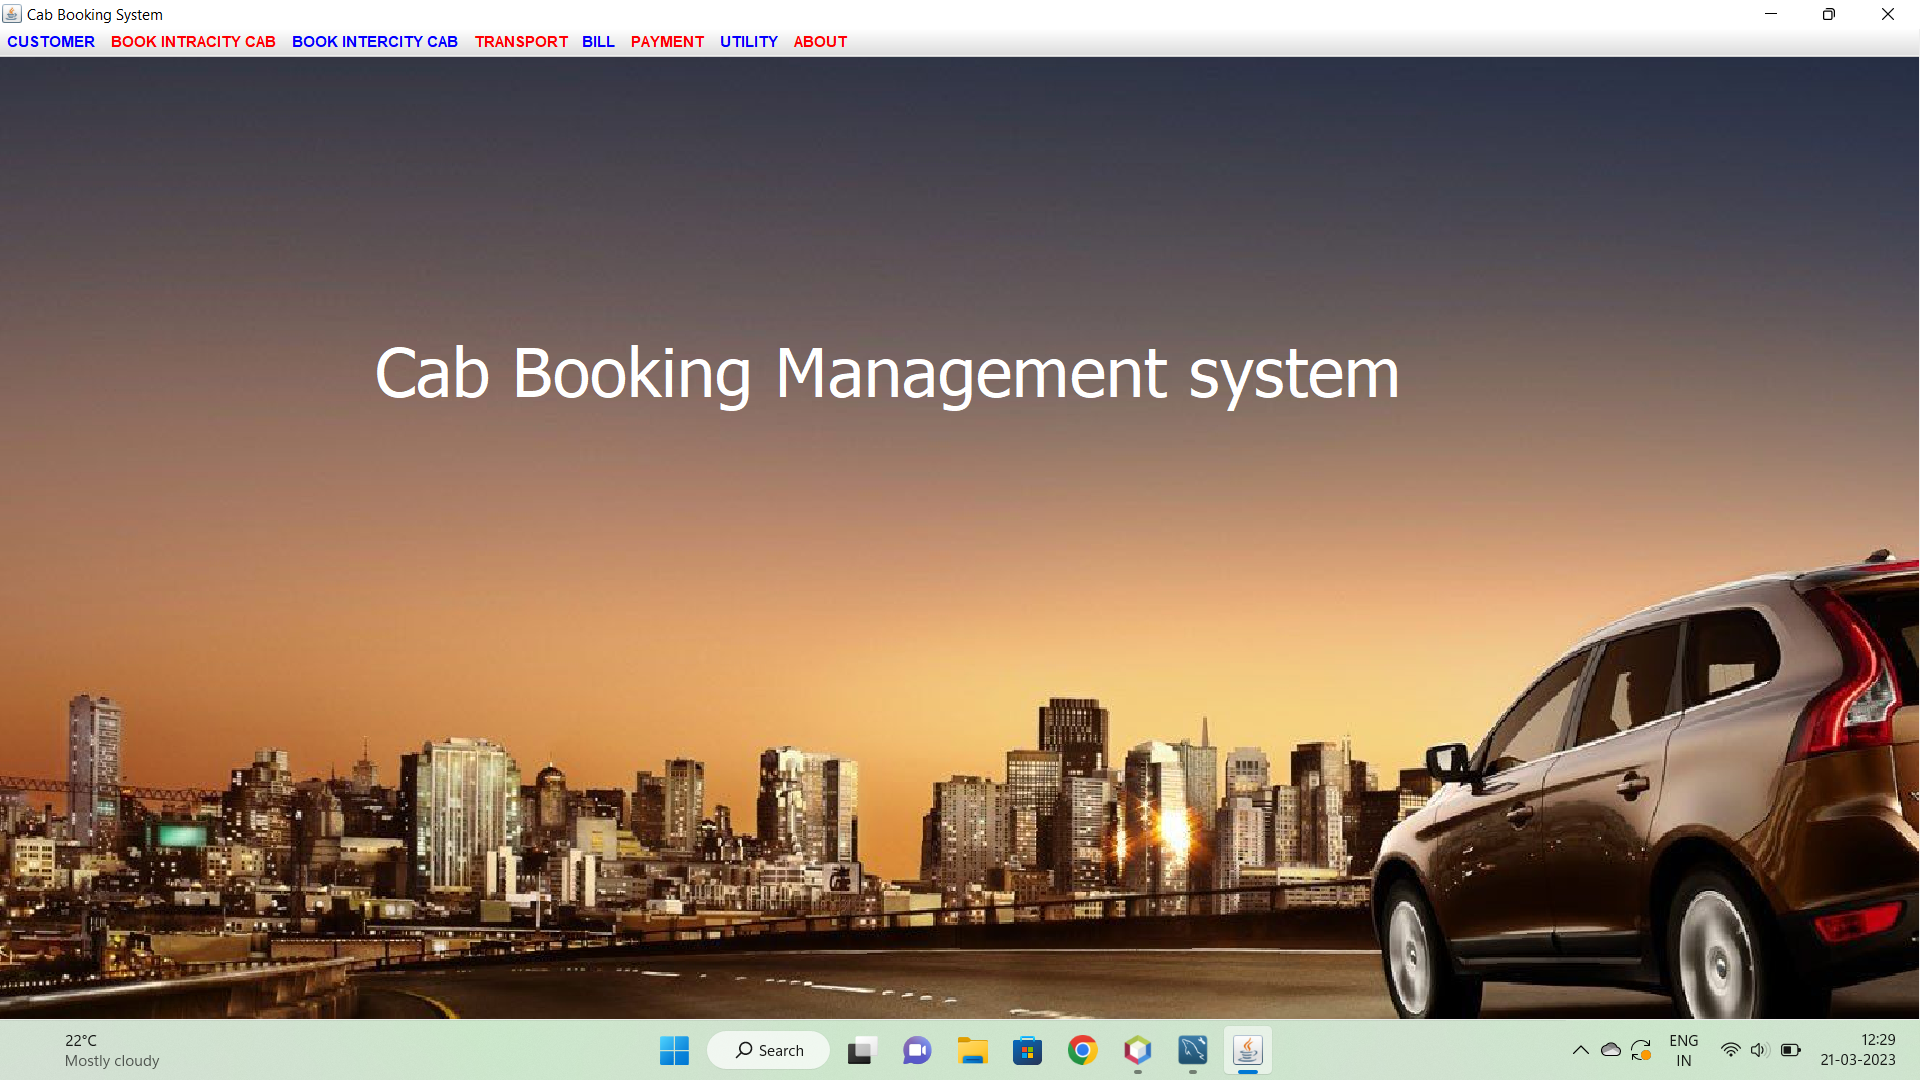 Cab Booking System
CUSTOMER BOOK INTRACITY CAB BOOK INTERCITY CAB TRANSPORT BILL PAYMENT UTILITY ABOUT
Cab Booking Management system
22°C
Mostly cloudy
Search
ENG
IN
12:29
21-03-2023